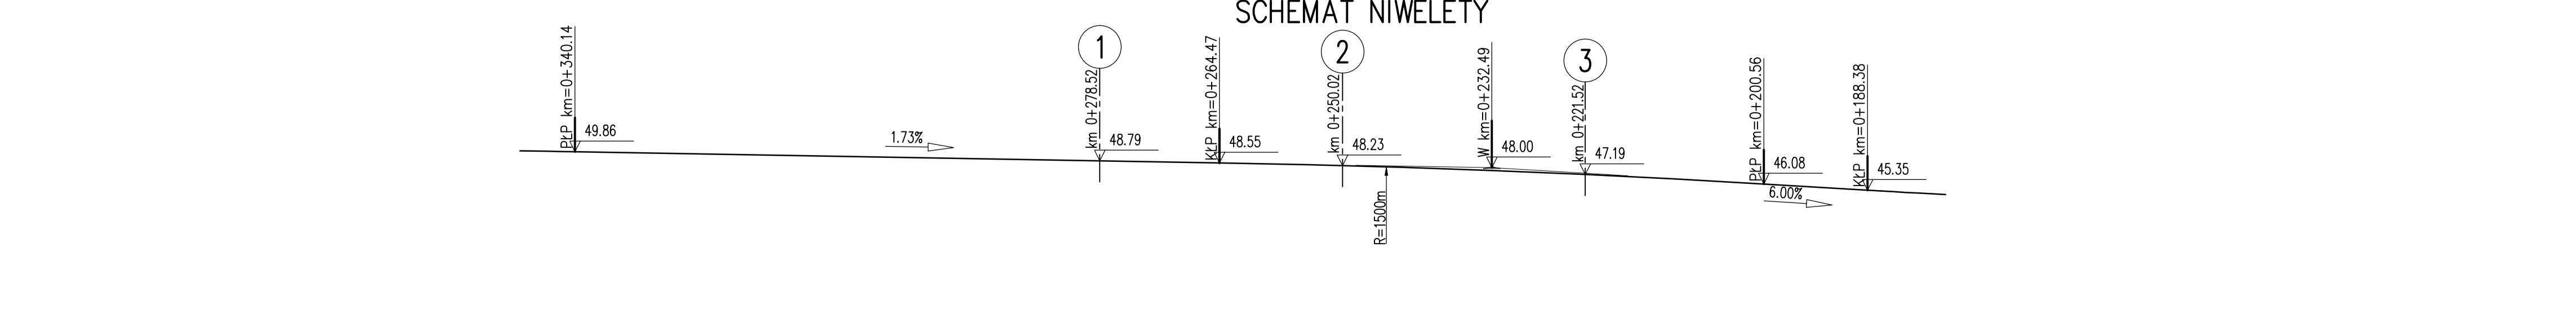 SCHEMAT NIWELETY
PŁP km=0+340.14
49.86
1.73%
1
km 0+278.52
48.79
KŁP km=0+264.47
48.55
2
km 0+250.02
48.23
R=1500m
W km=0+232.49
48.00
3
km 0+221.52
47.19
PŁP km=0+200.56
46.08
6.00%
KŁP km=0+188.38
45.35